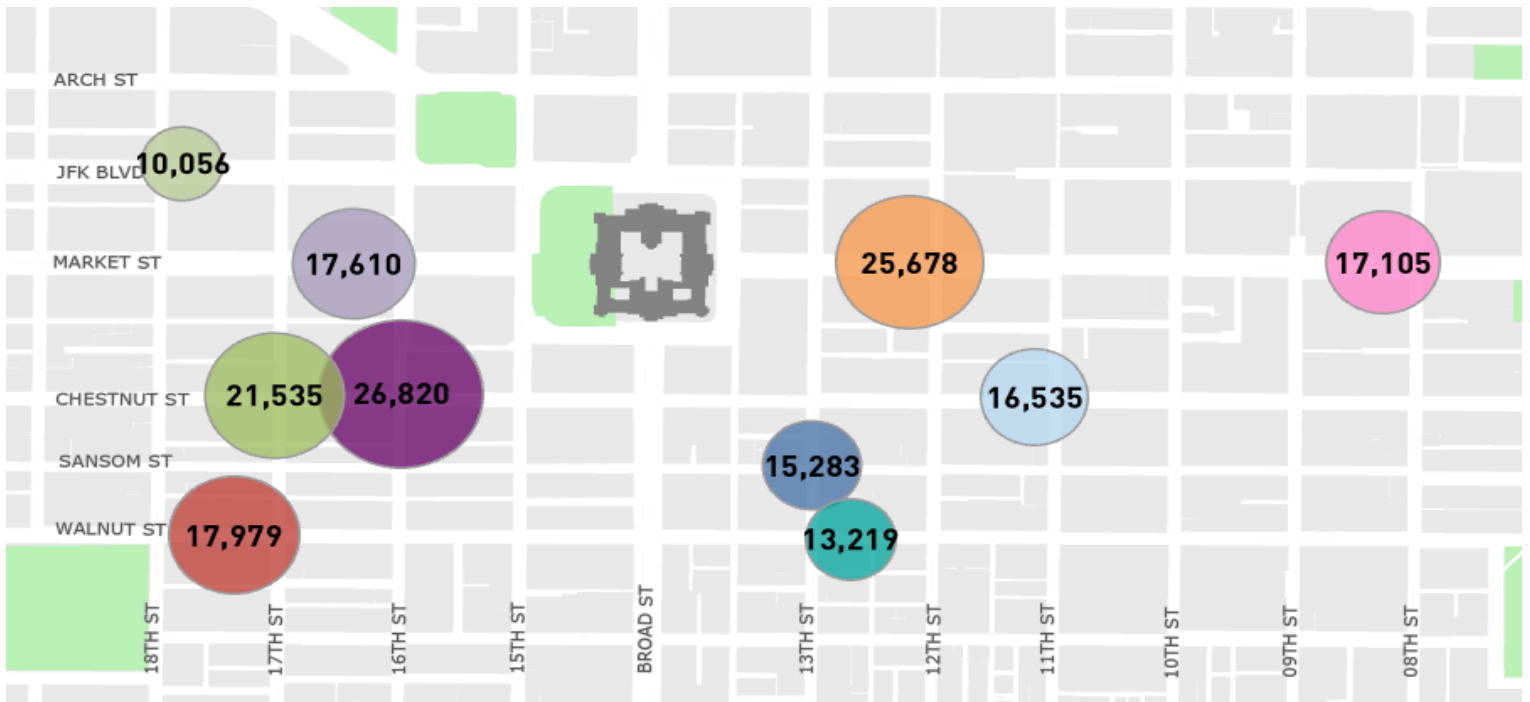 ARCH ST
10,056
JFK BLVD
MARKET ST
17,610
25,678
17,105
CHESTNUT ST
21,535
26,820
16,535
SANSOM ST
15,283
WALNUT ST
17,979
13,219
18TH ST
17TH ST
16TH ST
15TH ST
BROAD ST
13TH ST
12TH ST
11TH ST
10TH ST
09TH ST
08TH ST